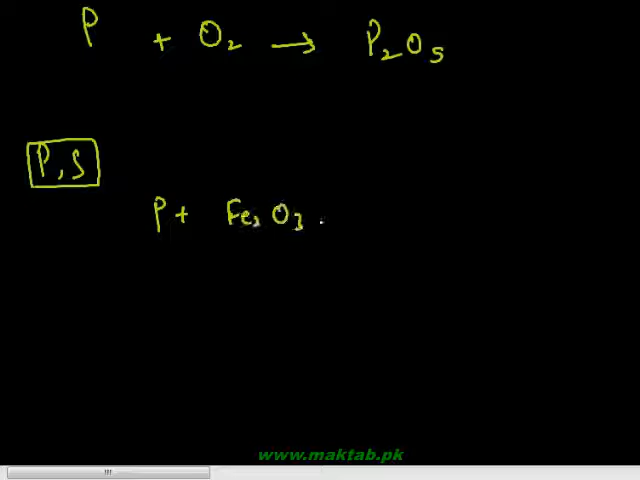 P + O₂ → P₂O₅
P, S
P + Fe₂O₃
www.maktab.pk